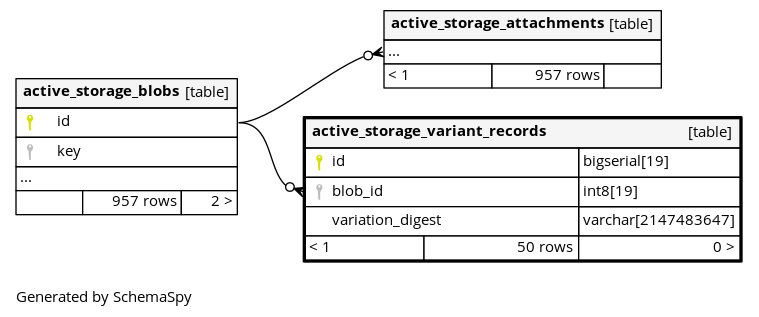 active_storage_attachments [table]
...
< 1 957 rows
active_storage_blobs [table]
id
key
...
957 rows 2 >
active_storage_variant_records [table]
id bigserial[19]
blob_id int8[19]
variation_digest varchar[2147483647]
< 1 50 rows 0 >
Generated by SchemaSpy